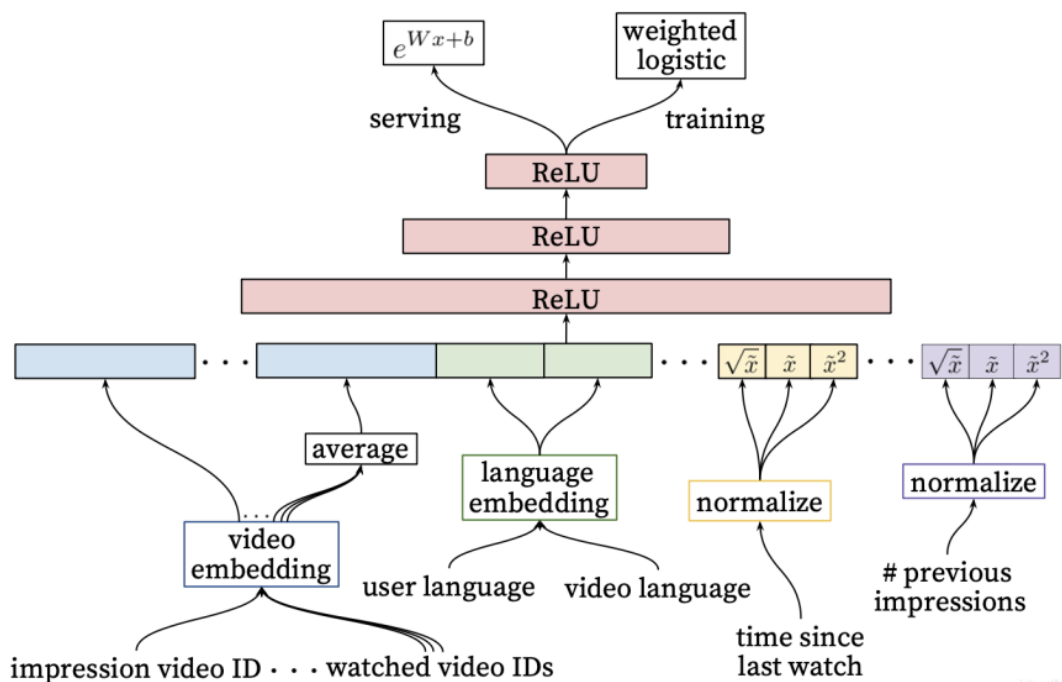 e^{Wx+b}
weighted
logistic
serving
training
ReLU
ReLU
ReLU
. . .
. . .
√x̃ x̃ x̃²
. . .
√x̃ x̃ x̃²
average
language
embedding
normalize
normalize
. . .
video
embedding
user language
video language
# previous
impressions
impression video ID . . . watched video IDs
time since
last watch